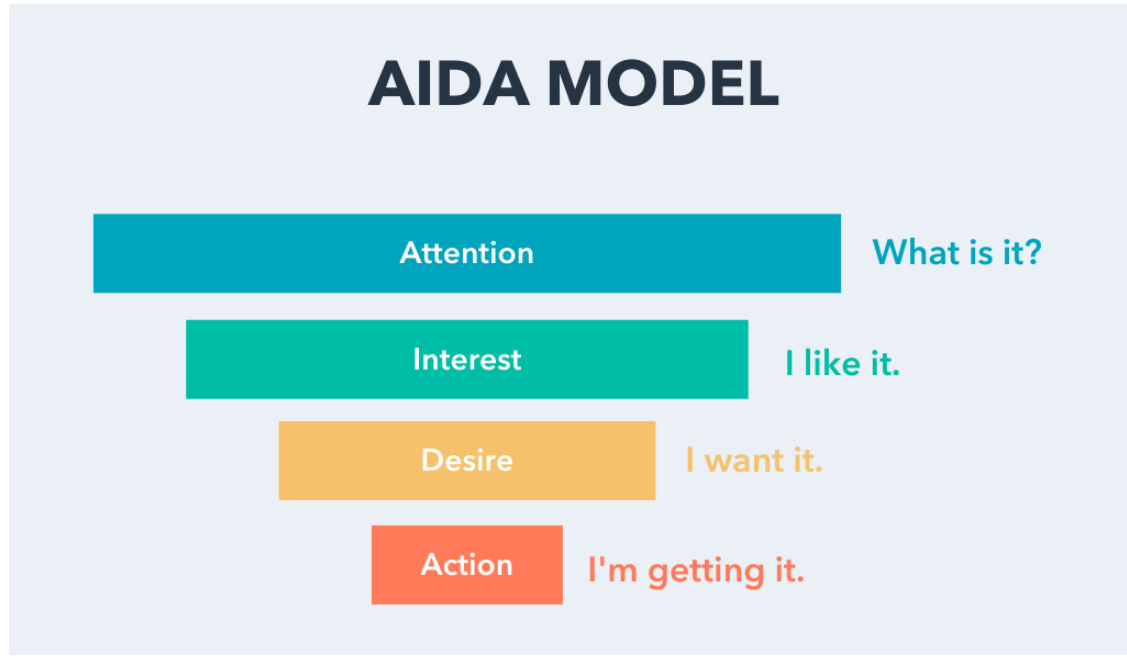 AIDA MODEL
Attention
What is it?
Interest
I like it.
Desire
I want it.
Action
I'm getting it.